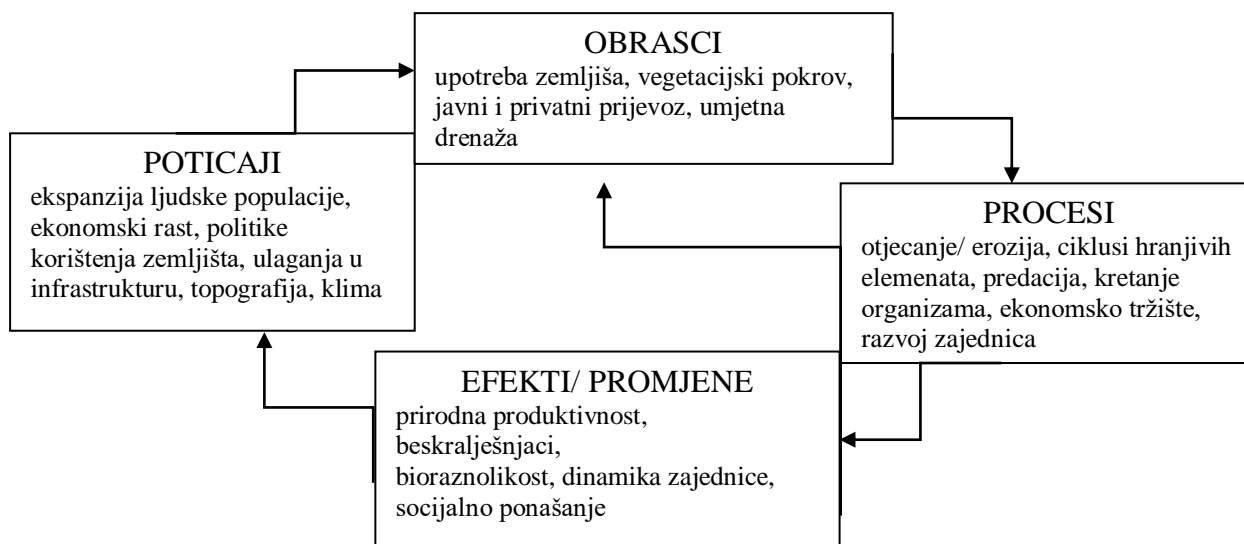 OBRASCI
upotreba zemljiša, vegetacijski pokrov,
javni i privatni prijevoz, umjetna
drenaža
POTICAJI
ekspanzija ljudske populacije,
ekonomski rast, politike
korištenja zemljišta, ulaganja u
infrastrukturu, topografija, klima
PROCESI
otjecanje/ erozija, ciklusi hranjivih
elemenata, predacija, kretanje
organizama, ekonomsko tržište,
razvoj zajednica
EFEKTI/ PROMJENE
prirodna produktivnost,
beskralješnjaci,
bioraznolikost, dinamika zajednice,
socijalno ponašanje